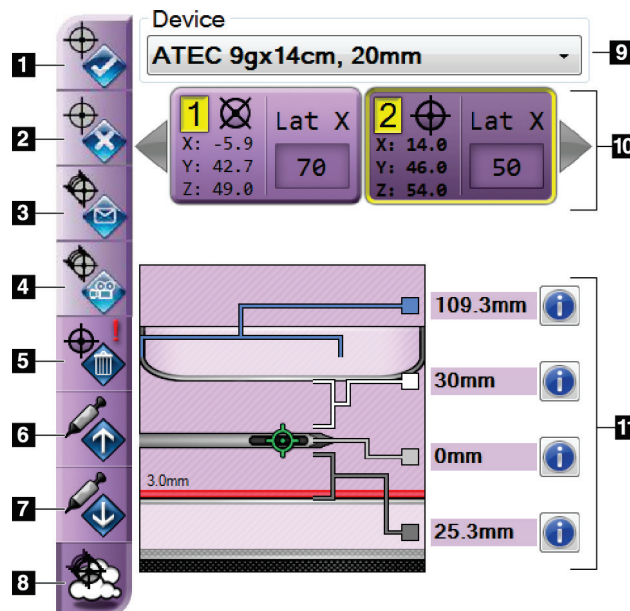 Device
1
ATEC 9gx14cm, 20mm
9
2
1
Lat X
X: -5.9
Y: 42.7
Z: 49.0
70
2
Lat X
X: 14.0
Y: 46.0
Z: 54.0
50
10
3
4
109.3mm
5
!
30mm
6
11
0mm
7
3.0mm
25.3mm
8